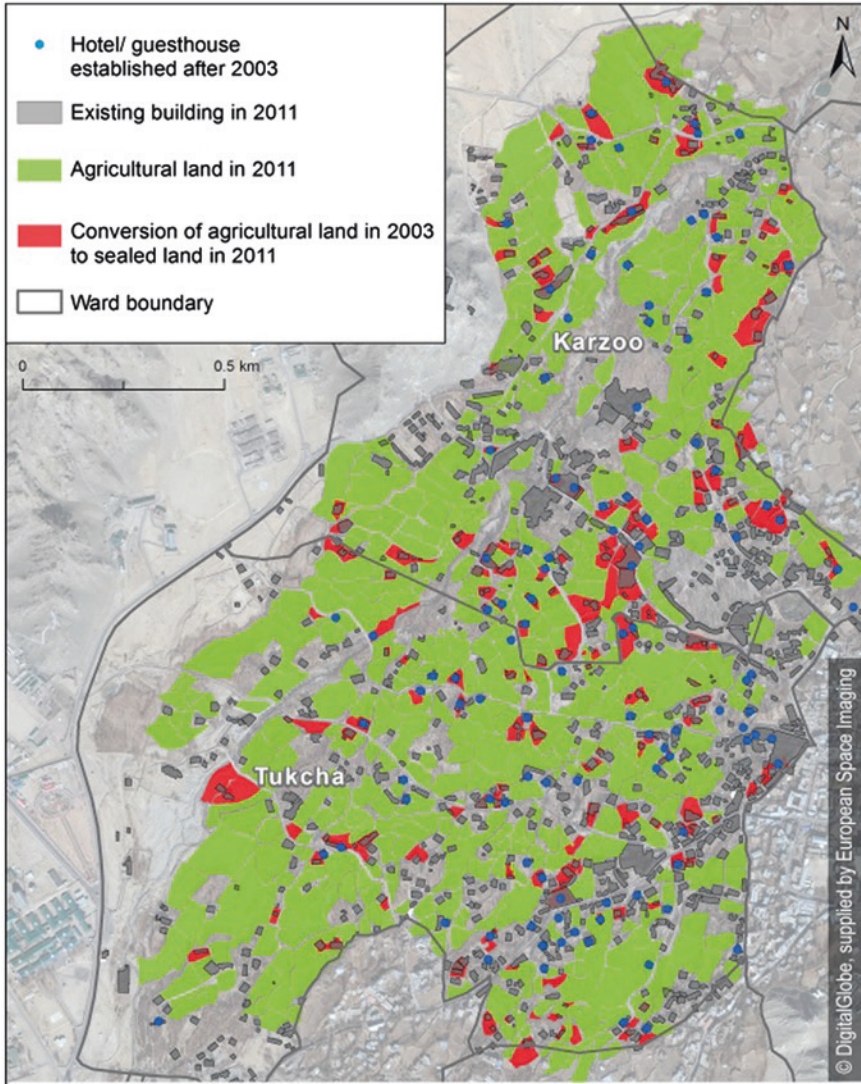 Hotel/ guesthouse
established after 2003
Existing building in 2011
Agricultural land in 2011
Conversion of agricultural land in 2003
to sealed land in 2011
Ward boundary
N
0
0.5 km
Karzoo
Tukcha
© DigitalGlobe, supplied by European Space Imaging